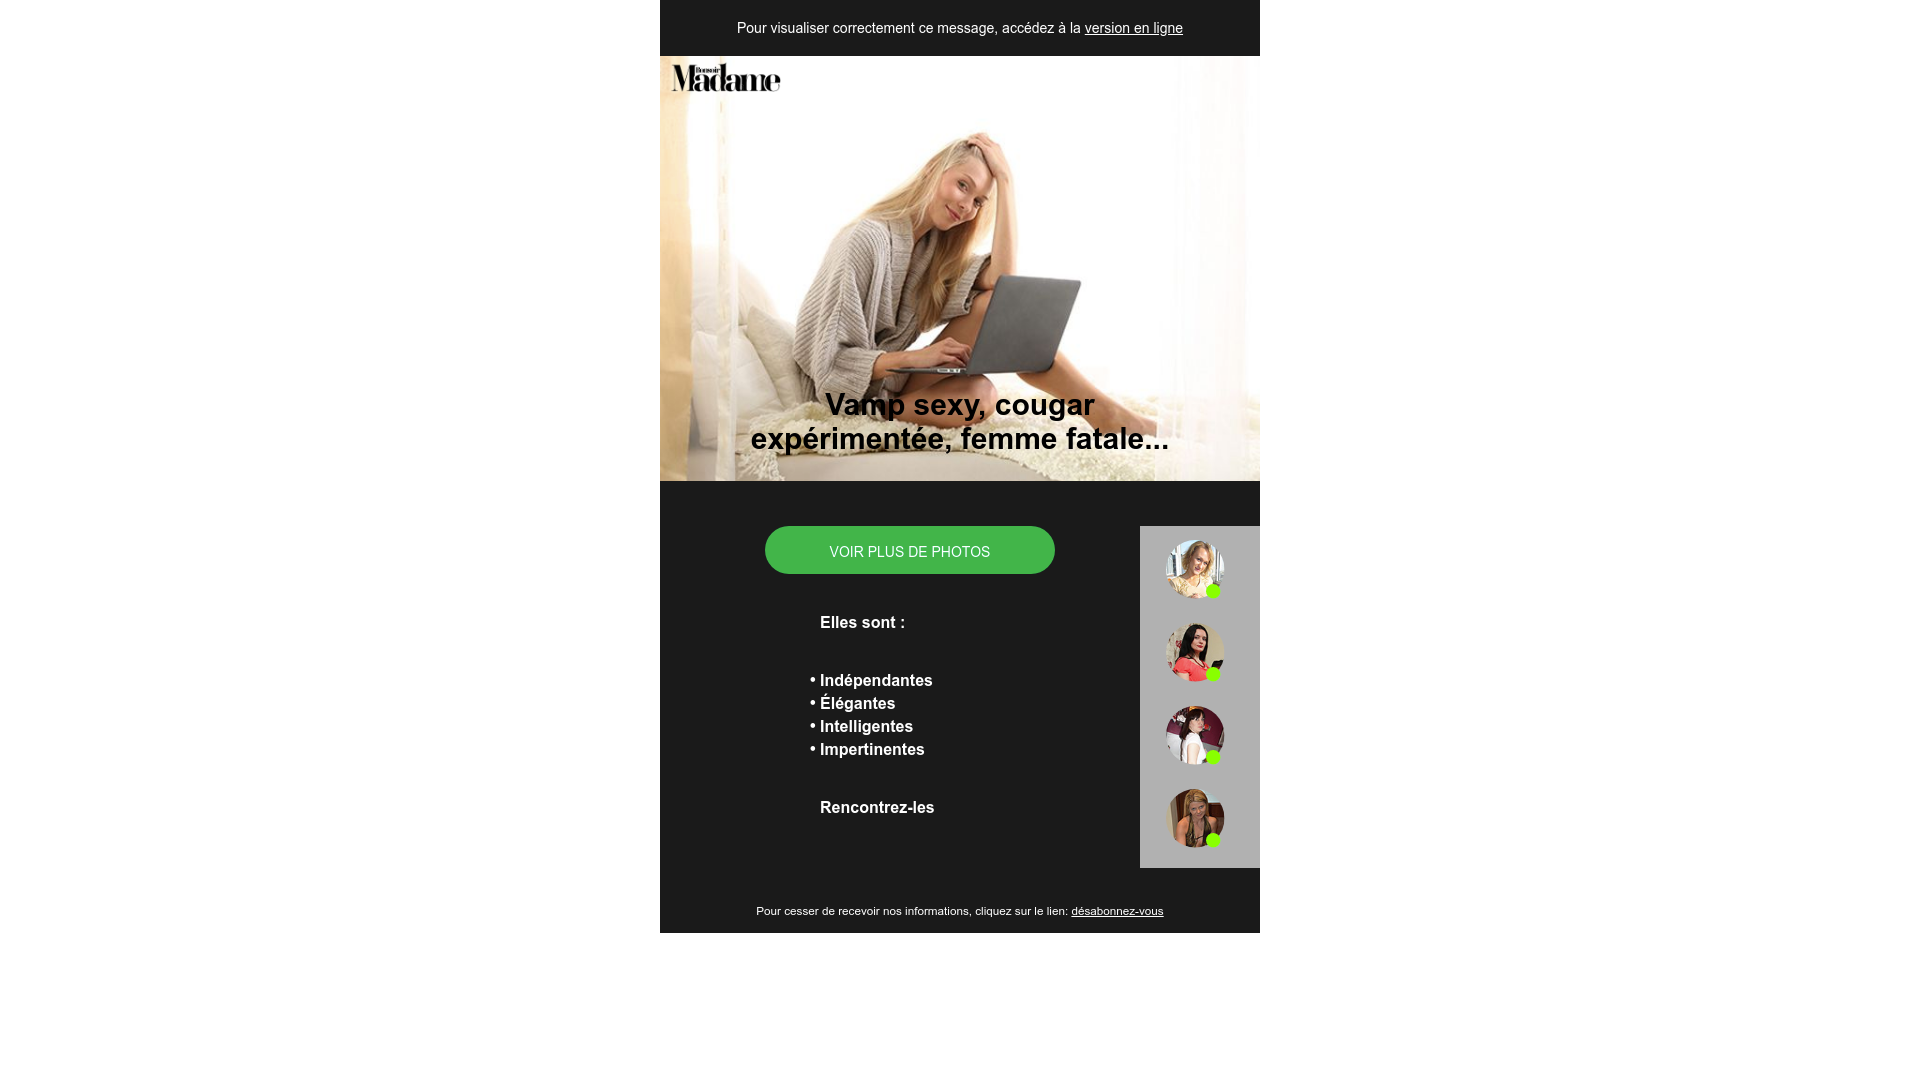 Pour visualiser correctement ce message, accédez à la version en ligne
Bonsoir
Madame
Vamp sexy, cougar
expérimentée, femme fatale...
VOIR PLUS DE PHOTOS
Elles sont :
• Indépendantes
• Élégantes
• Intelligentes
• Impertinentes
Rencontrez-les
Pour cesser de recevoir nos informations, cliquez sur le lien: désabonnez-vous